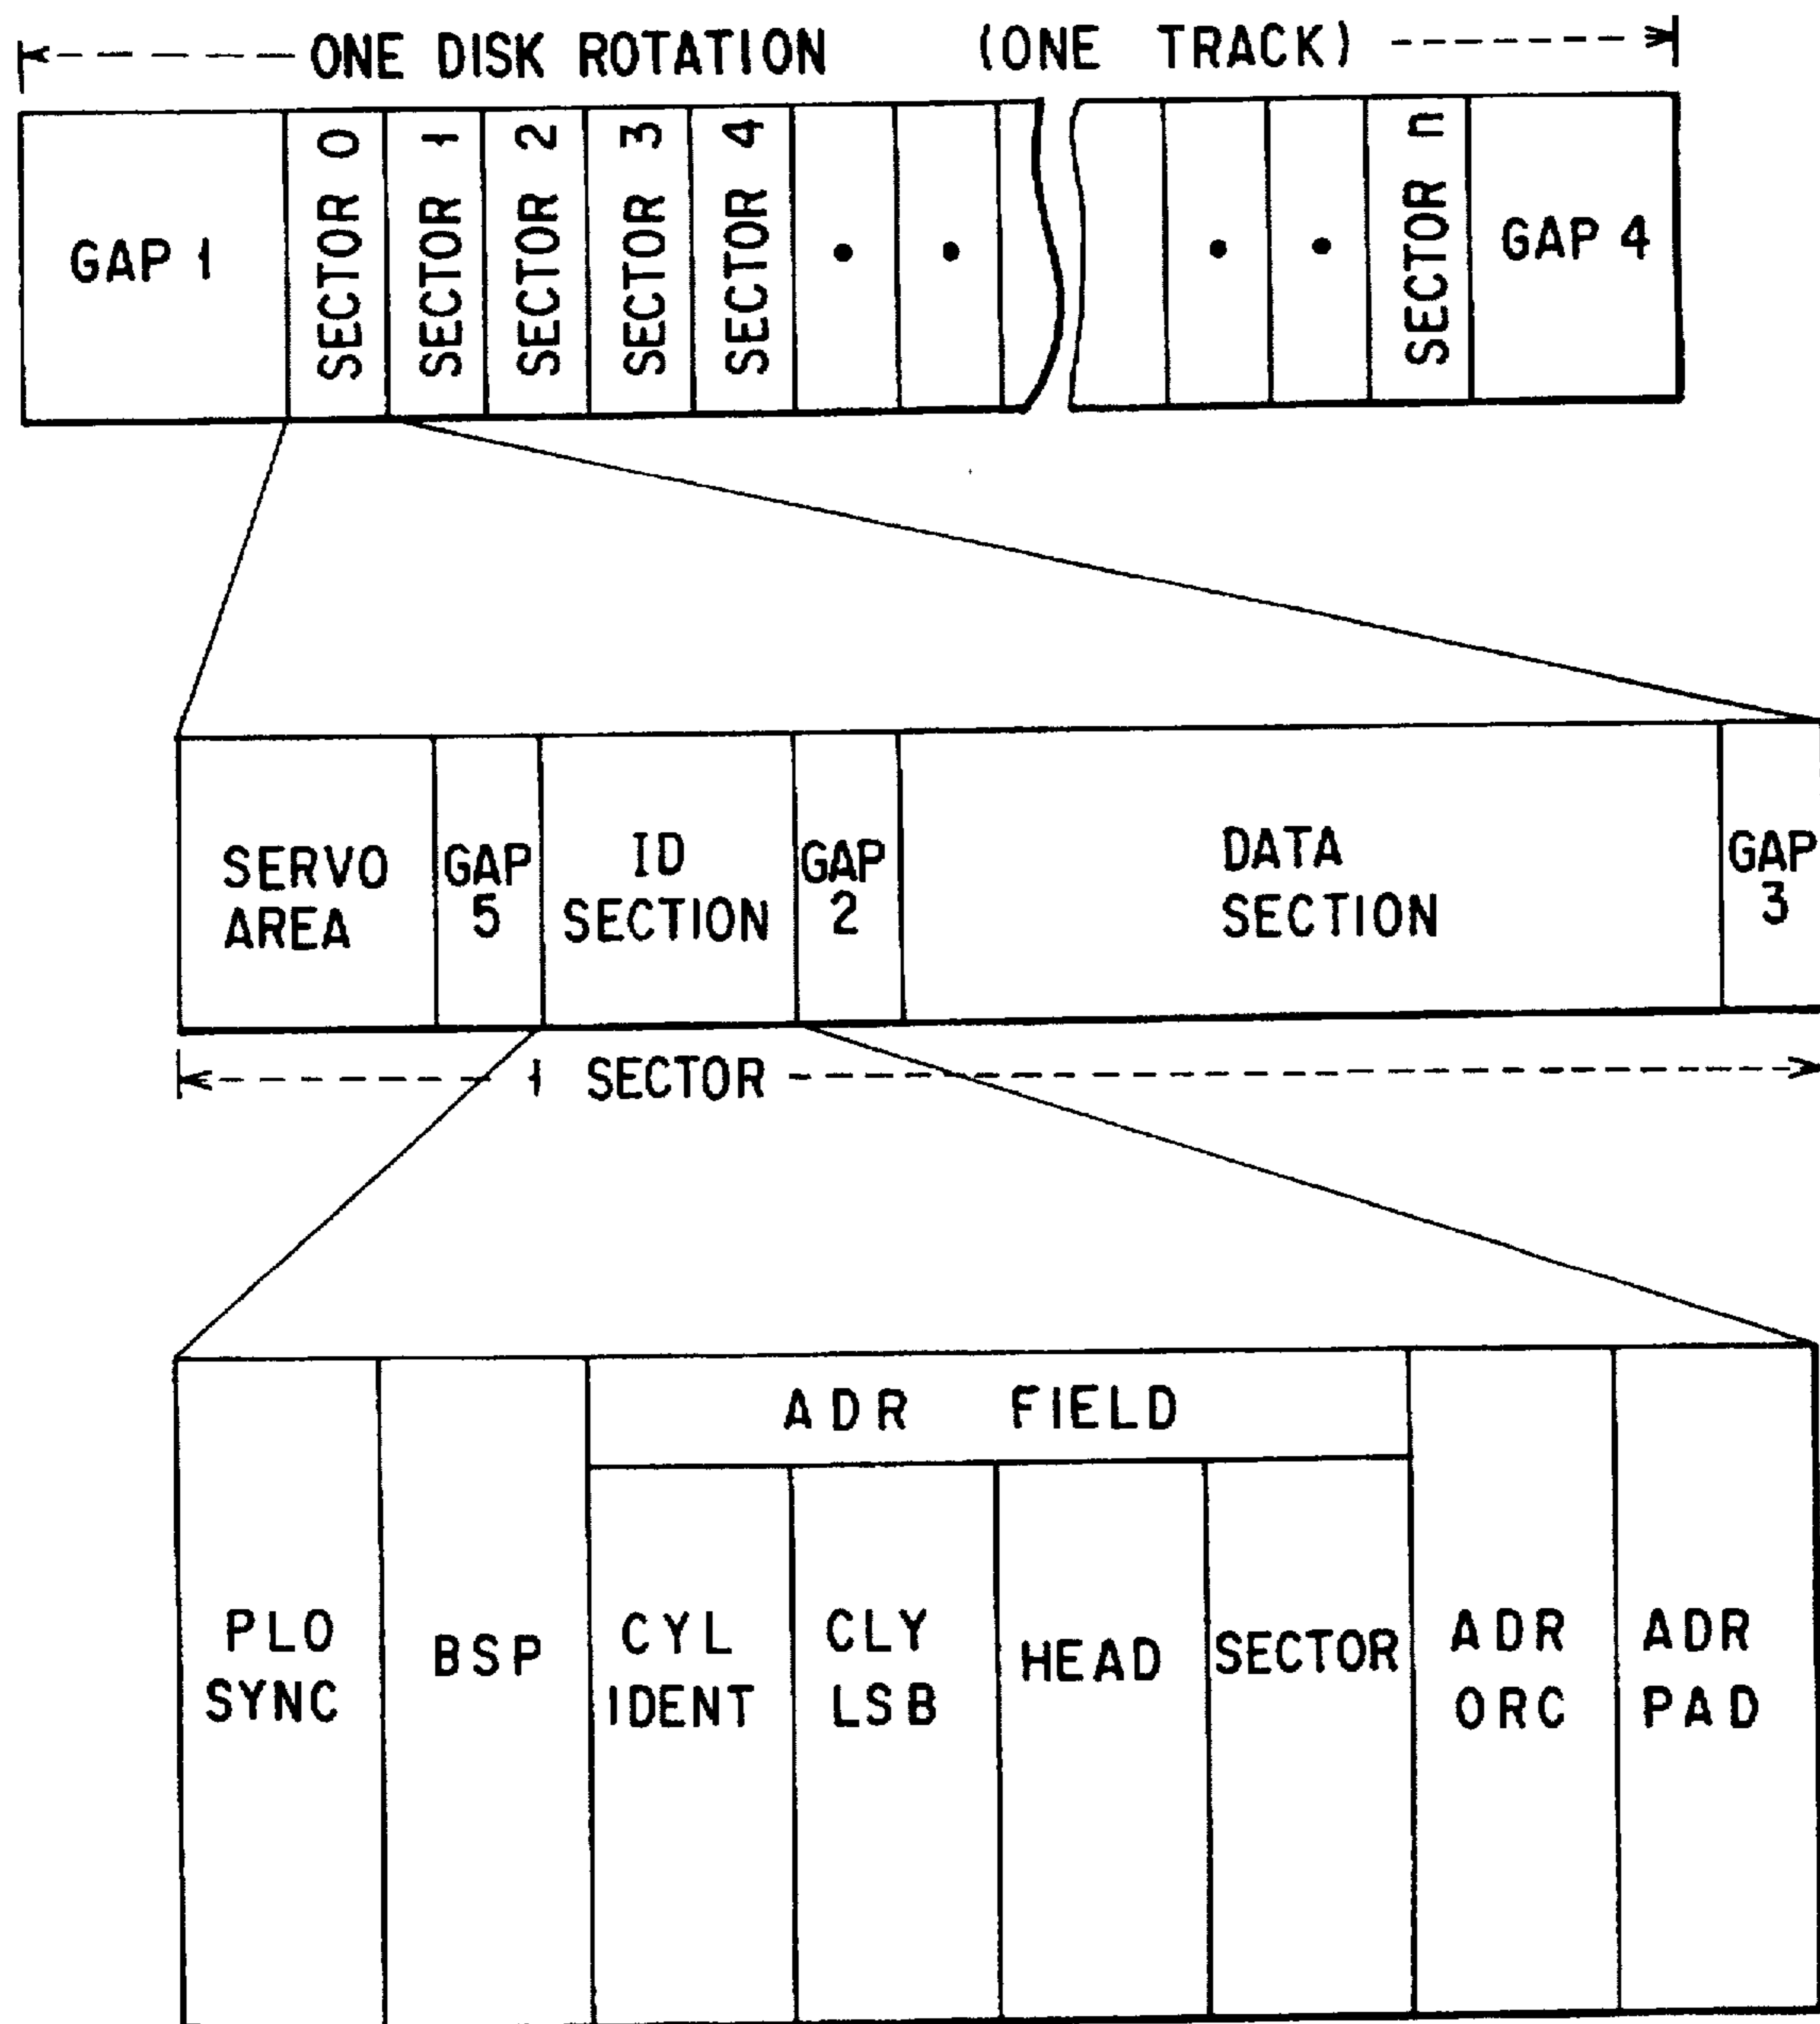 ONE DISK ROTATION (ONE TRACK)
GAP 1
SECTOR 0
SECTOR 1
SECTOR 2
SECTOR 3
SECTOR 4
SECTOR n
GAP 4
SERVO
AREA
GAP
5
ID
SECTION
GAP
2
DATA
SECTION
GAP
3
1 SECTOR
ADR FIELD
PLO
SYNC
BSP
CYL
IDENT
CLY
LSB
HEAD
SECTOR
ADR
ORC
ADR
PAD